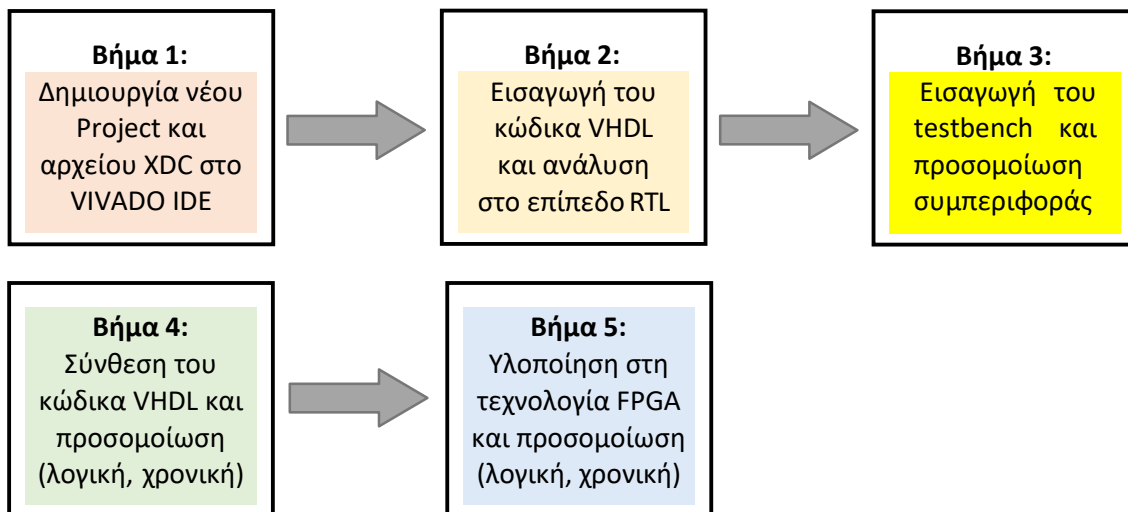 Βήμα 1:
Δημιουργία νέου
Project και
αρχείου XDC στο
VIVADO IDE
Βήμα 2:
Εισαγωγή του
κώδικα VHDL
και ανάλυση
στο επίπεδο RTL
Βήμα 3:
Εισαγωγή του
testbench και
προσομοίωση
συμπεριφοράς
Βήμα 4:
Σύνθεση του
κώδικα VHDL και
προσομοίωση
(λογική, χρονική)
Βήμα 5:
Υλοποίηση στη
τεχνολογία FPGA
και προσομοίωση
(λογική, χρονική)